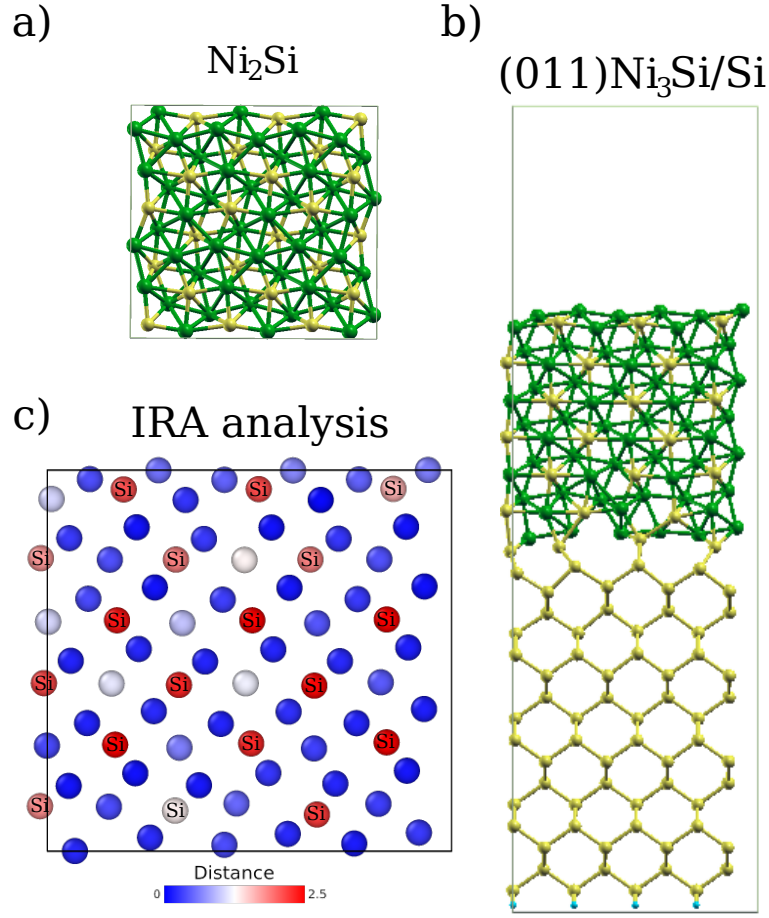 a)
Ni₂Si
b)
(011)Ni₃Si/Si
c)
IRA analysis
Si Si Si
Si Si Si
Si Si Si
Si Si Si
Si Si Si
Si Si Si
Distance
0 2.5